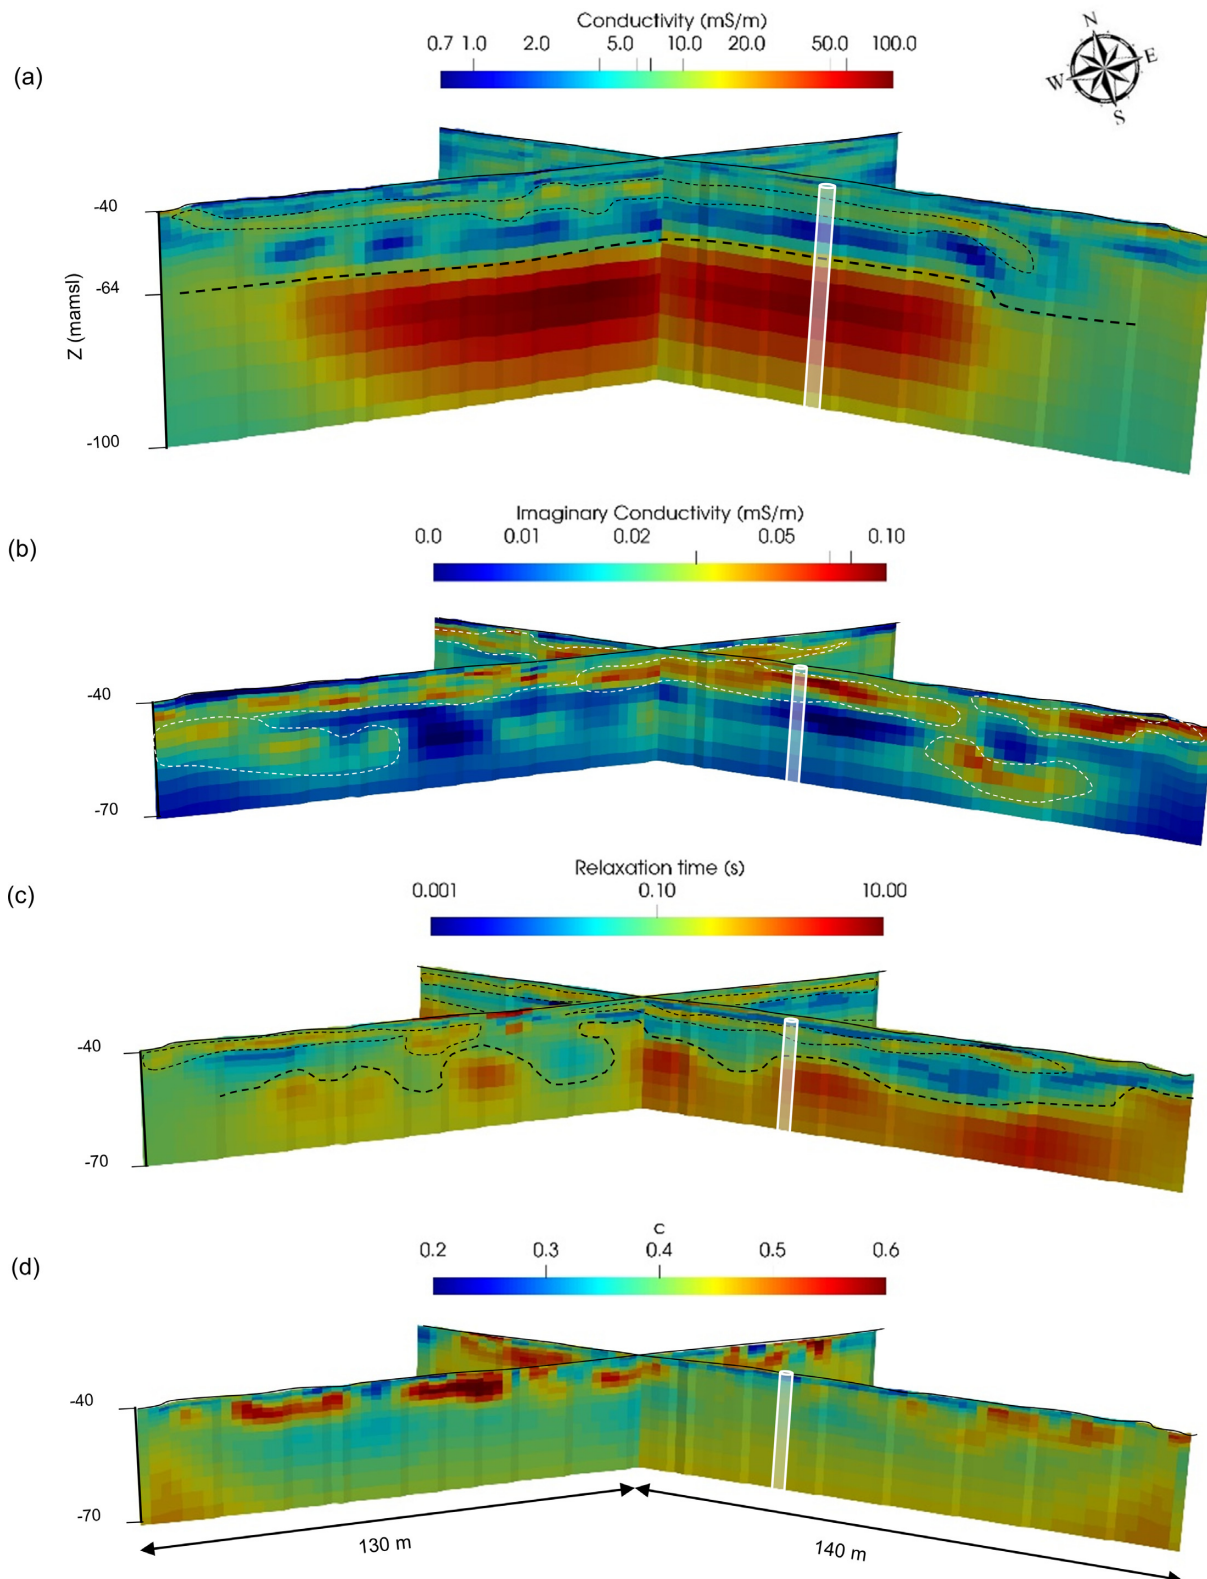 Conductivity (mS/m)
0.7 1.0 2.0 5.0 10.0 20.0 50.0 100.0
(a)
N
W E
S
-40
-64
Z (mamsl)
-100
Imaginary Conductivity (mS/m)
(b)
0.0 0.01 0.02 0.05 0.10
-40
-70
Relaxation time (s)
(c)
0.001 0.10 10.00
-40
-70
c
(d)
0.2 0.3 0.4 0.5 0.6
-40
-70
130 m
140 m